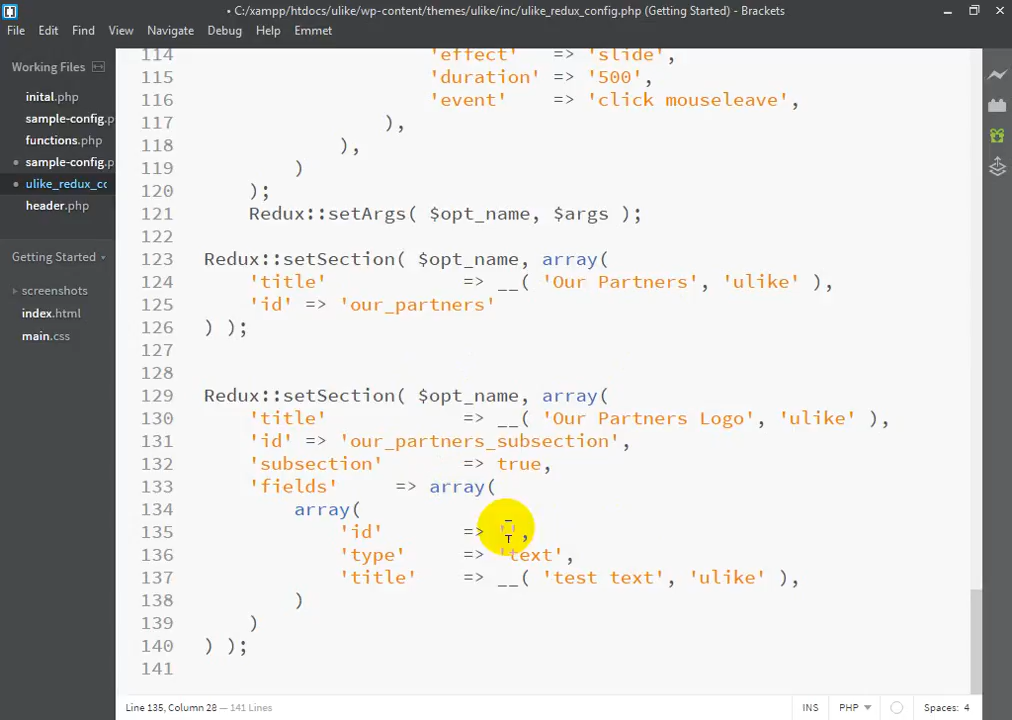 • C:/xampp/htdocs/ulike/wp-content/themes/ulike/inc/ulike_redux_config.php (Getting Started) - Brackets
File Edit Find View Navigate Debug Help Emmet
Working Files
inital.php
sample-config.p
functions.php
sample-config.p
ulike_redux_co
header.php
Getting Started
screenshots
index.html
main.css
114 'effect' => 'slide',
115 'duration' => '500',
116 'event' => 'click mouseleave',
117 ),
118 ),
119 )
120 );
121 Redux::setArgs( $opt_name, $args );
122
123 Redux::setSection( $opt_name, array(
124 'title' => __( 'Our Partners', 'ulike' ),
125 'id' => 'our_partners'
126 ) );
127
128
129 Redux::setSection( $opt_name, array(
130 'title' => __( 'Our Partners Logo', 'ulike' ),
131 'id' => 'our_partners_subsection',
132 'subsection' => true,
133 'fields' => array(
134 array(
135 'id' => '',
136 'type' => 'text',
137 'title' => __( 'test text', 'ulike' ),
138 )
139 )
140 ) );
141
Line 135, Column 28 — 141 Lines
INS PHP Spaces: 4